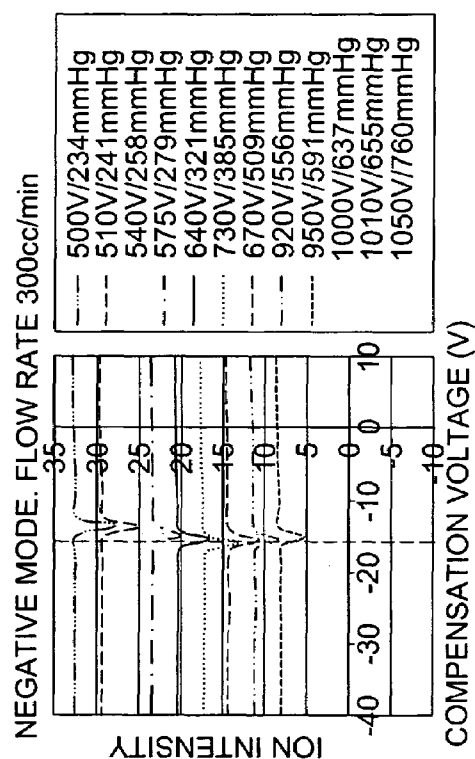 NEGATIVE MODE. FLOW RATE 300cc/min
35
30
25
20
15
10
5
0
-5
-10
-40
-30
-20
-10
0
10
ION INTENSITY
COMPENSATION VOLTAGE (V)
500V/234mmHg
510V/241mmHg
540V/258mmHg
575V/279mmHg
640V/321mmHg
730V/385mmHg
670V/509mmHg
920V/556mmHg
950V/591mmHg
1000V/637mmHg
1010V/655mmHg
1050V/760mmHg